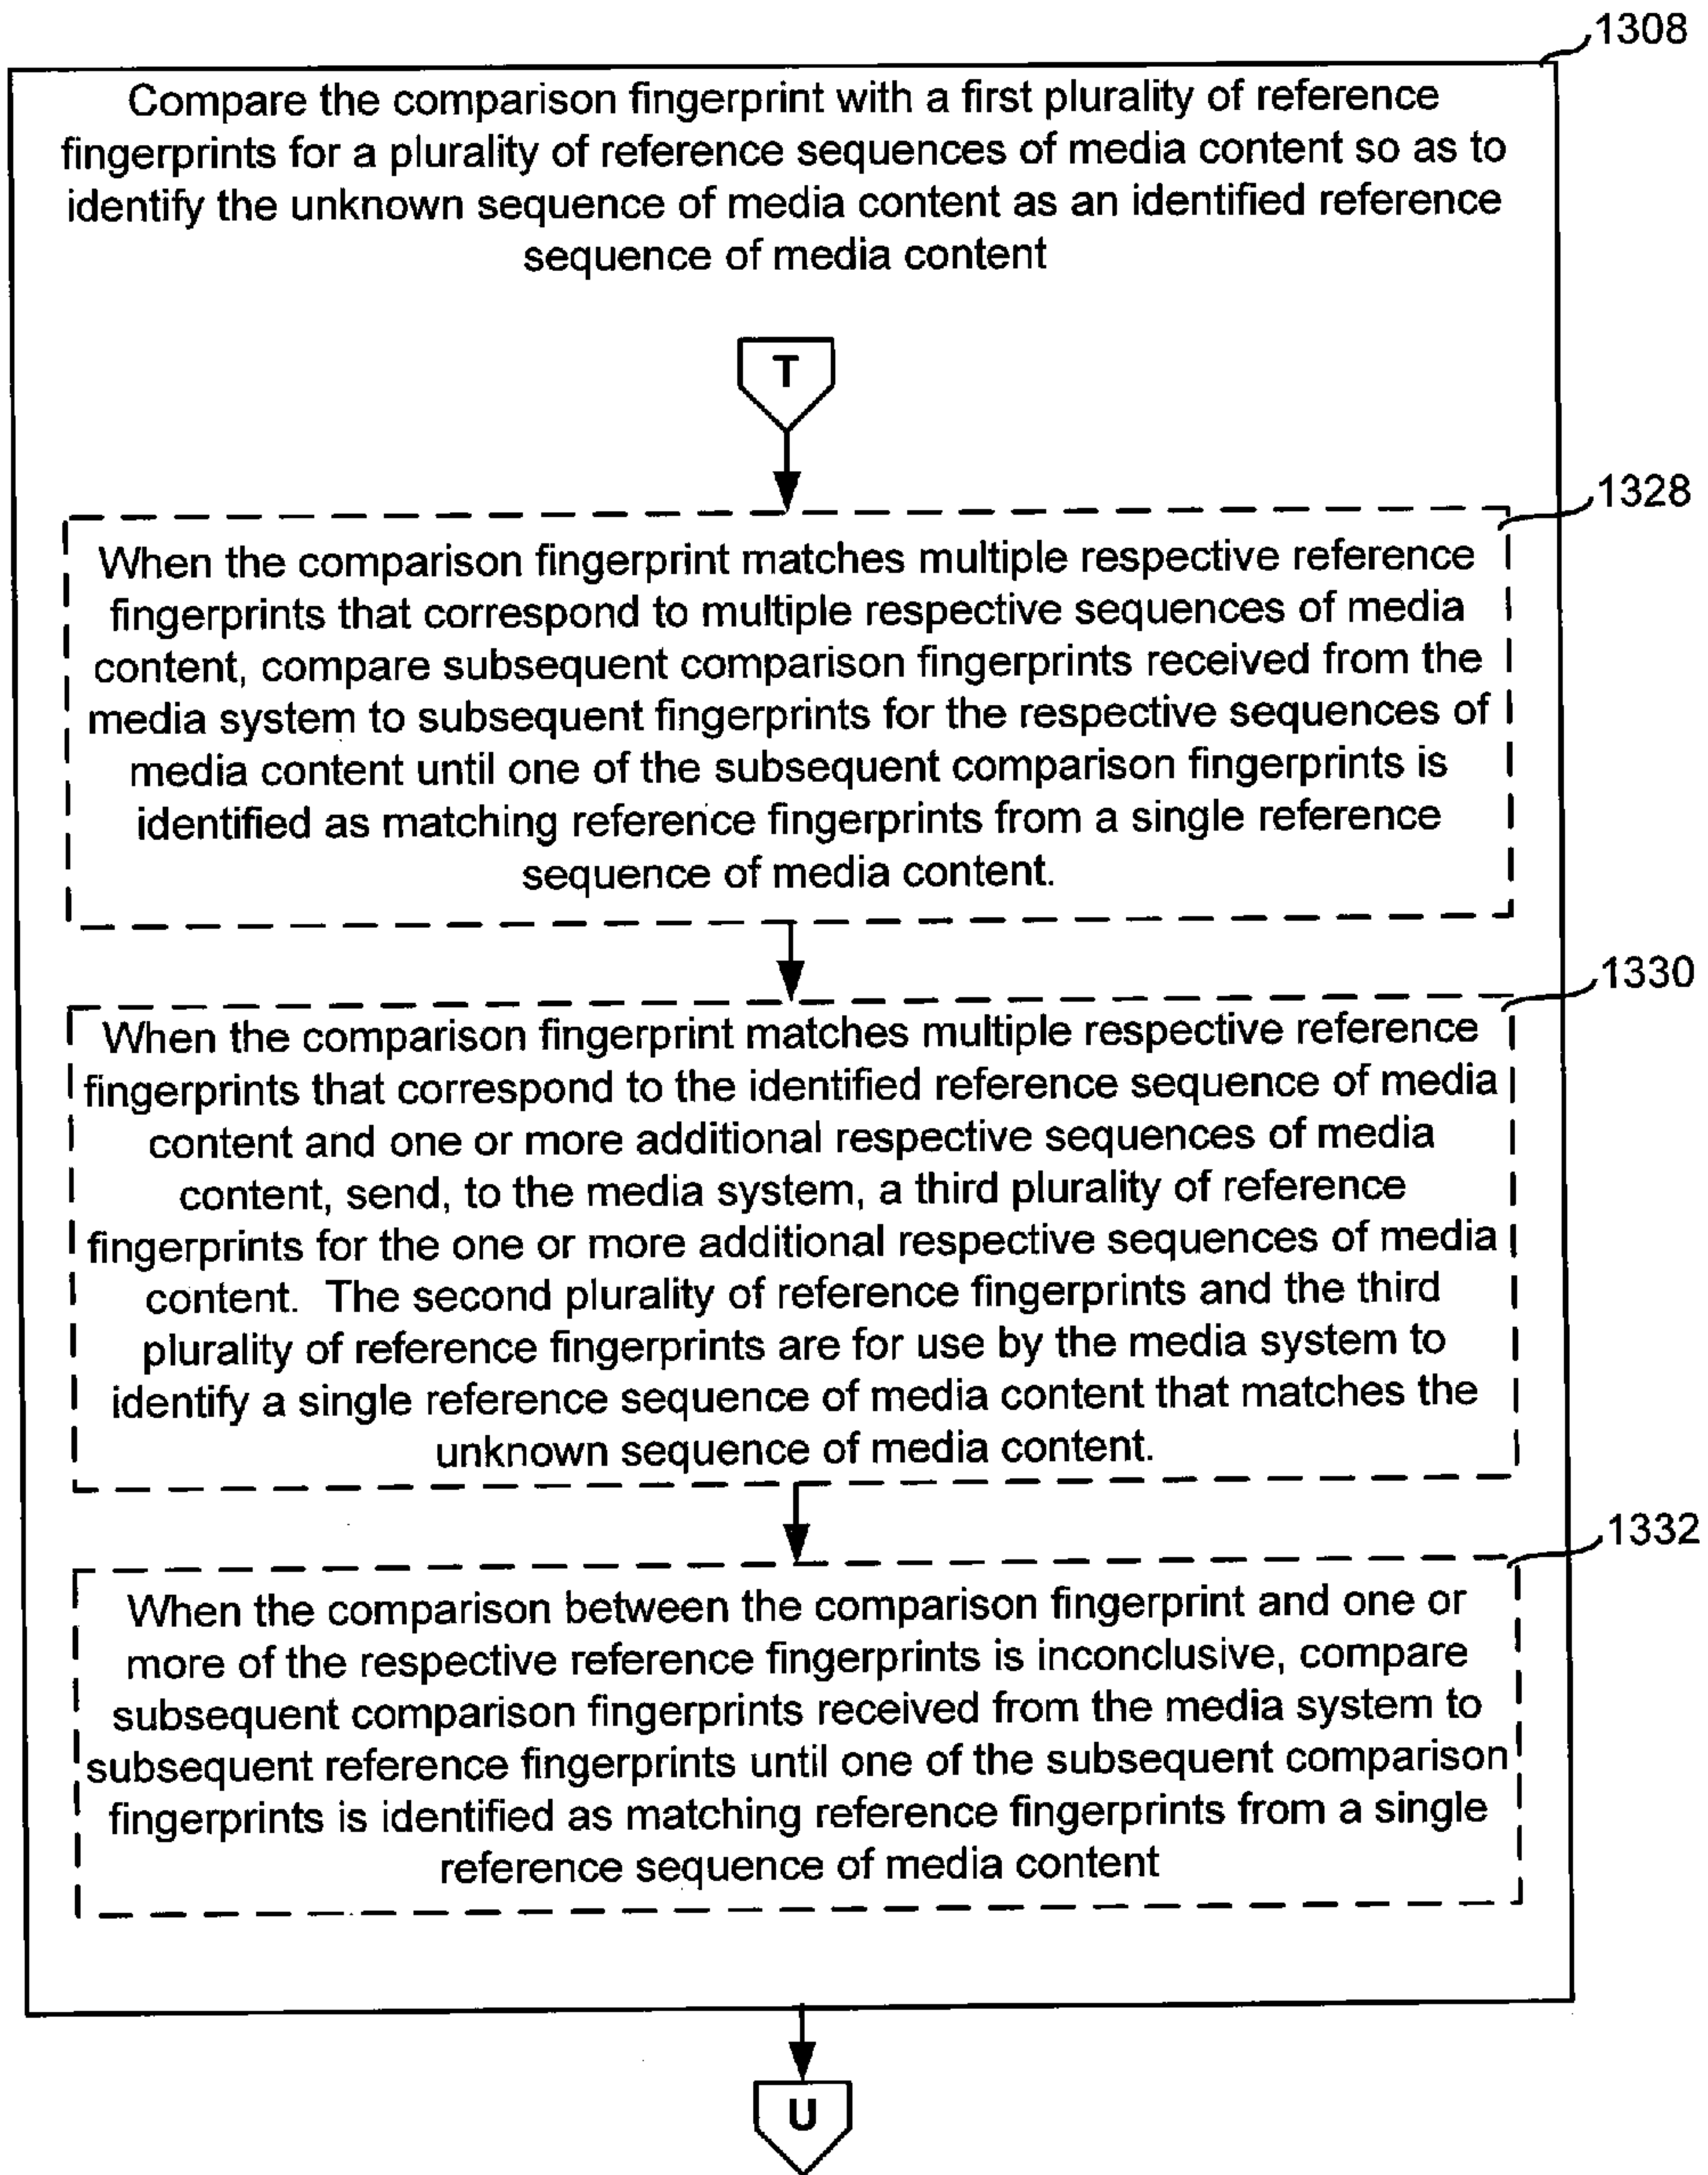 1308
Compare the comparison fingerprint with a first plurality of reference
fingerprints for a plurality of reference sequences of media content so as to
identify the unknown sequence of media content as an identified reference
sequence of media content
T
1328
When the comparison fingerprint matches multiple respective reference
fingerprints that correspond to multiple respective sequences of media
content, compare subsequent comparison fingerprints received from the
media system to subsequent fingerprints for the respective sequences of
media content until one of the subsequent comparison fingerprints is
identified as matching reference fingerprints from a single reference
sequence of media content.
1330
When the comparison fingerprint matches multiple respective reference
fingerprints that correspond to the identified reference sequence of media
content and one or more additional respective sequences of media
content, send, to the media system, a third plurality of reference
fingerprints for the one or more additional respective sequences of media
content. The second plurality of reference fingerprints and the third
plurality of reference fingerprints are for use by the media system to
identify a single reference sequence of media content that matches the
unknown sequence of media content.
1332
When the comparison between the comparison fingerprint and one or
more of the respective reference fingerprints is inconclusive, compare
subsequent comparison fingerprints received from the media system to
subsequent reference fingerprints until one of the subsequent comparison
fingerprints is identified as matching reference fingerprints from a single
reference sequence of media content
U